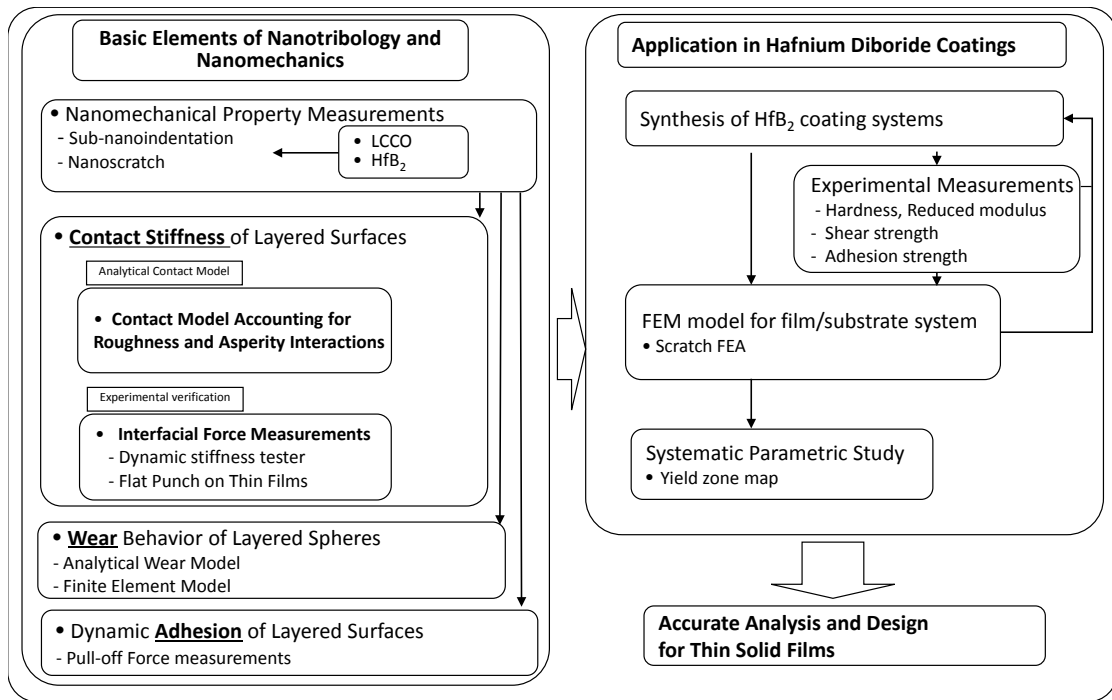 Basic Elements of Nanotribology and
Nanomechanics
• Nanomechanical Property Measurements
- Sub-nanoindentation
- Nanoscratch
• LCCO
• HfB₂
• Contact Stiffness of Layered Surfaces
Analytical Contact Model
• Contact Model Accounting for
Roughness and Asperity Interactions
Experimental verification
• Interfacial Force Measurements
- Dynamic stiffness tester
- Flat Punch on Thin Films
• Wear Behavior of Layered Spheres
- Analytical Wear Model
- Finite Element Model
• Dynamic Adhesion of Layered Surfaces
- Pull-off Force measurements
Application in Hafnium Diboride Coatings
Synthesis of HfB₂ coating systems
Experimental Measurements
- Hardness, Reduced modulus
- Shear strength
- Adhesion strength
FEM model for film/substrate system
• Scratch FEA
Systematic Parametric Study
• Yield zone map
Accurate Analysis and Design
for Thin Solid Films